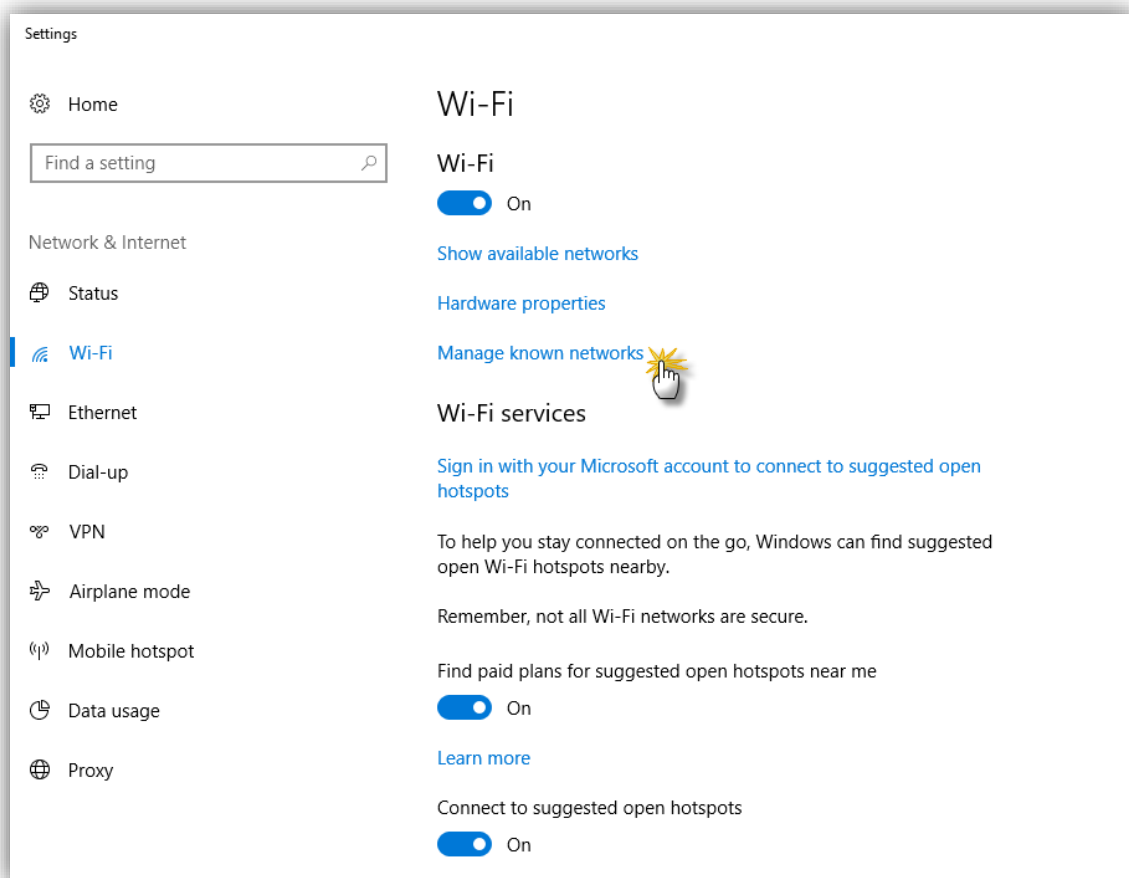 Settings
Home
Find a setting
Network & Internet
Status
Wi-Fi
Ethernet
Dial-up
VPN
Airplane mode
Mobile hotspot
Data usage
Proxy
Wi-Fi
Wi-Fi
On
Show available networks
Hardware properties
Manage known networks
Wi-Fi services
Sign in with your Microsoft account to connect to suggested open
hotspots
To help you stay connected on the go, Windows can find suggested
open Wi-Fi hotspots nearby.
Remember, not all Wi-Fi networks are secure.
Find paid plans for suggested open hotspots near me
On
Learn more
Connect to suggested open hotspots
On